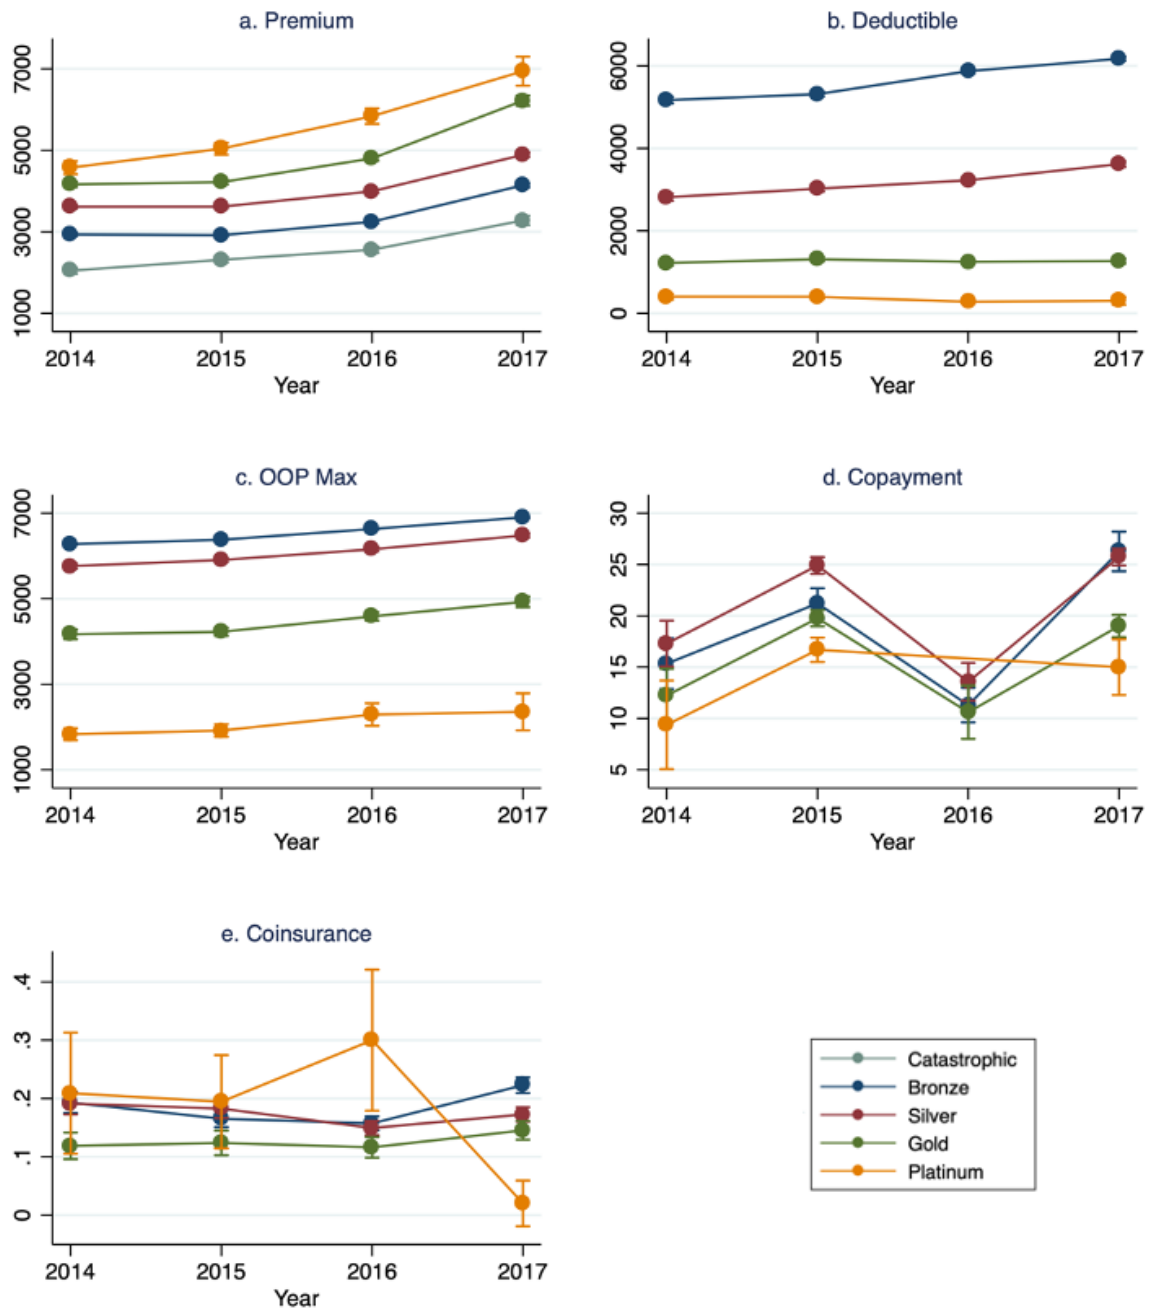 a. Premium
7000
5000
3000
1000
2014 2015 2016 2017
Year
b. Deductible
6000
4000
2000
0
2014 2015 2016 2017
Year
c. OOP Max
7000
5000
3000
1000
2014 2015 2016 2017
Year
d. Copayment
30
25
20
15
10
5
2014 2015 2016 2017
Year
e. Coinsurance
.4
.3
.2
.1
0
2014 2015 2016 2017
Year
Catastrophic
Bronze
Silver
Gold
Platinum